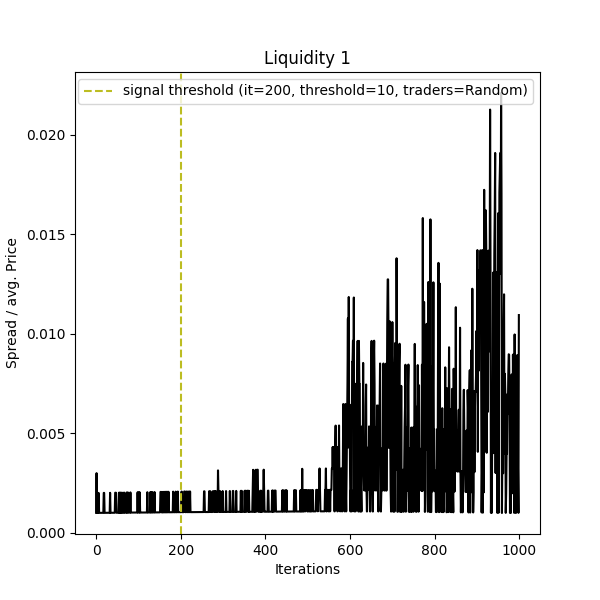 Liquidity 1
signal threshold (it=200, threshold=10, traders=Random)
Spread / avg. Price
0.020
0.015
0.010
0.005
0.000
0
200
400
600
800
1000
Iterations